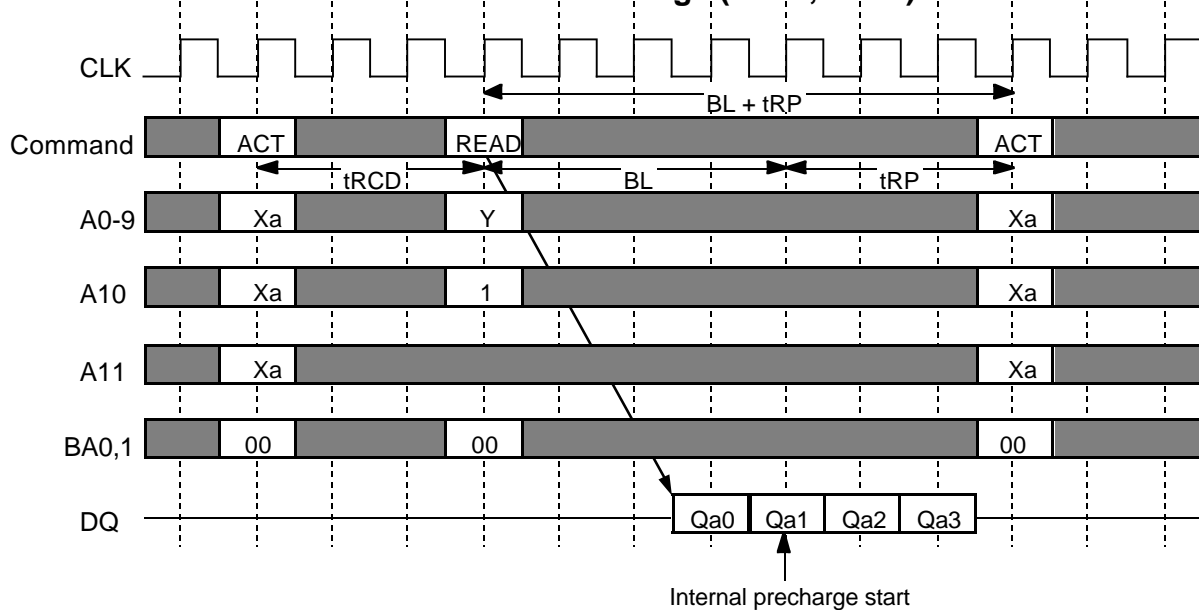 CLK
BL + tRP
Command ACT READ ACT
tRCD BL tRP
A0-9 Xa Y Xa
A10 Xa 1 Xa
A11 Xa Xa
BA0,1 00 00 00
DQ Qa0 Qa1 Qa2 Qa3
Internal precharge start